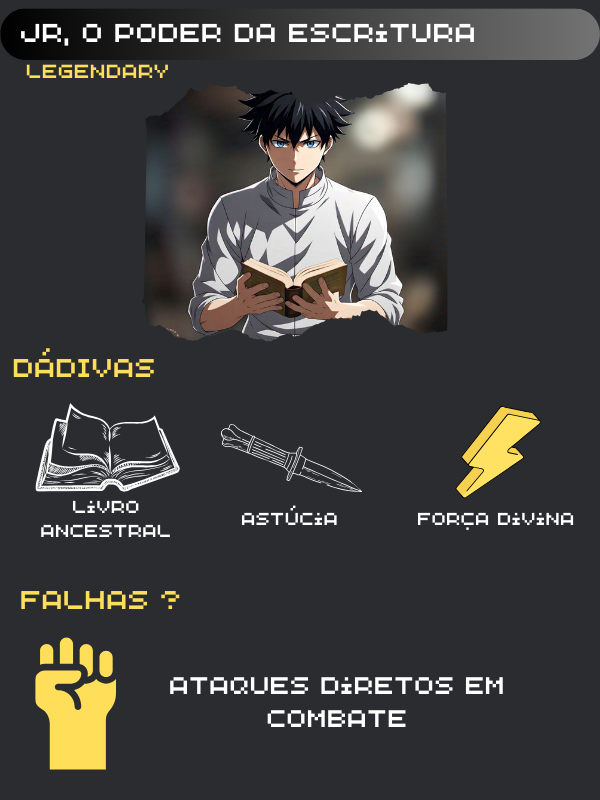 JR, O PODER DA ESCRITURA
LEGENDARY
DÁDIVAS
LIVRO
ANCESTRAL
ASTÚCIA
FORÇA DIVINA
FALHAS ?
ATAQUES DIRETOS EM
COMBATE